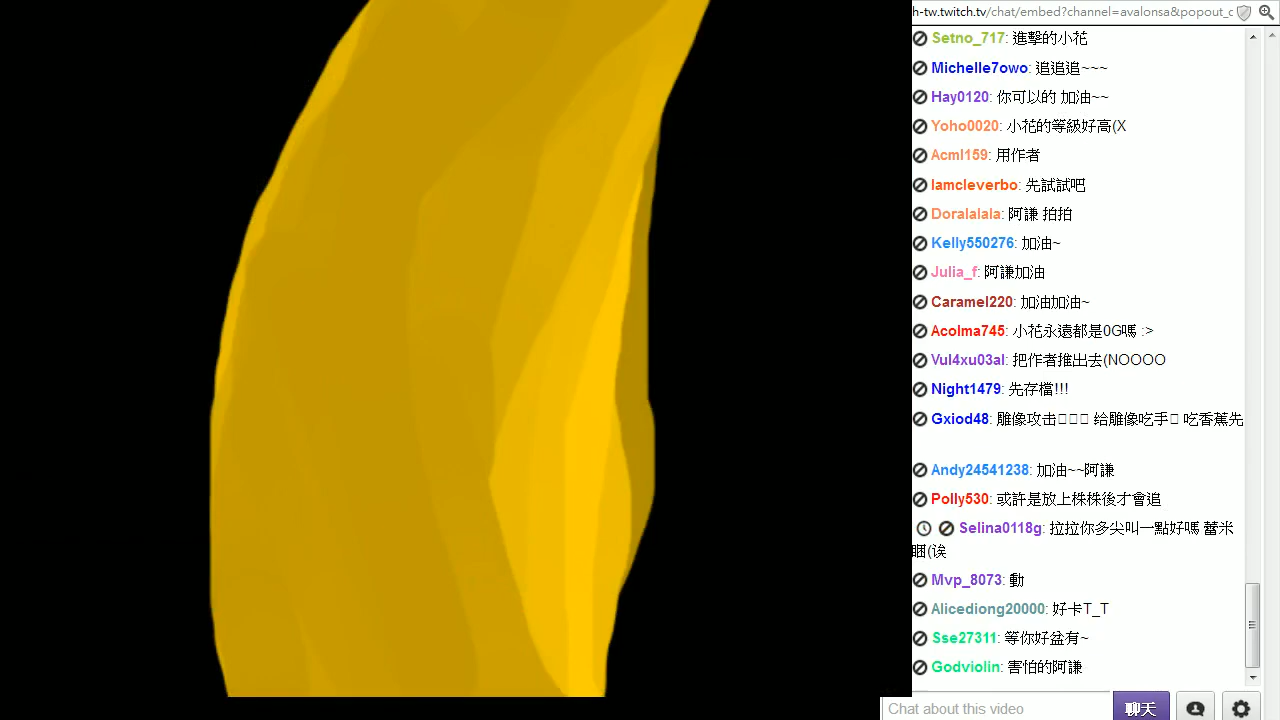 h-tw.twitch.tv/chat/embed?channel=avalonsa&popout_c
Setno_717: 進擊的小花
Michelle7owo: 追追追~~~
Hay0120: 你可以的 加油~~
Yoho0020: 小花的等級好高(X
Acml159: 用作者
Iamcleverbo: 先試試吧
Doralalala: 阿謙 拍拍
Kelly550276: 加油~
Julia_f: 阿謙加油
Caramel220: 加油加油~
Acolma745: 小花永遠都是0G嗎 :>
Vul4xu03al: 把作者推出去(NOOOO
Night1479: 先存檔!!!
Gxiod48: 雕像攻击 给雕像吃手 吃香蕉先
Andy24541238: 加油~~阿謙
Polly530: 或許是放上株株後才會追
Selina0118g: 拉拉你多尖叫一點好嗎 蕃米
睏(诶
Mvp_8073: 動
Alicediong20000: 好卡T_T
Sse27311: 等你好益有~
Godviolin: 害怕的阿謙
Chat about this video
聊天